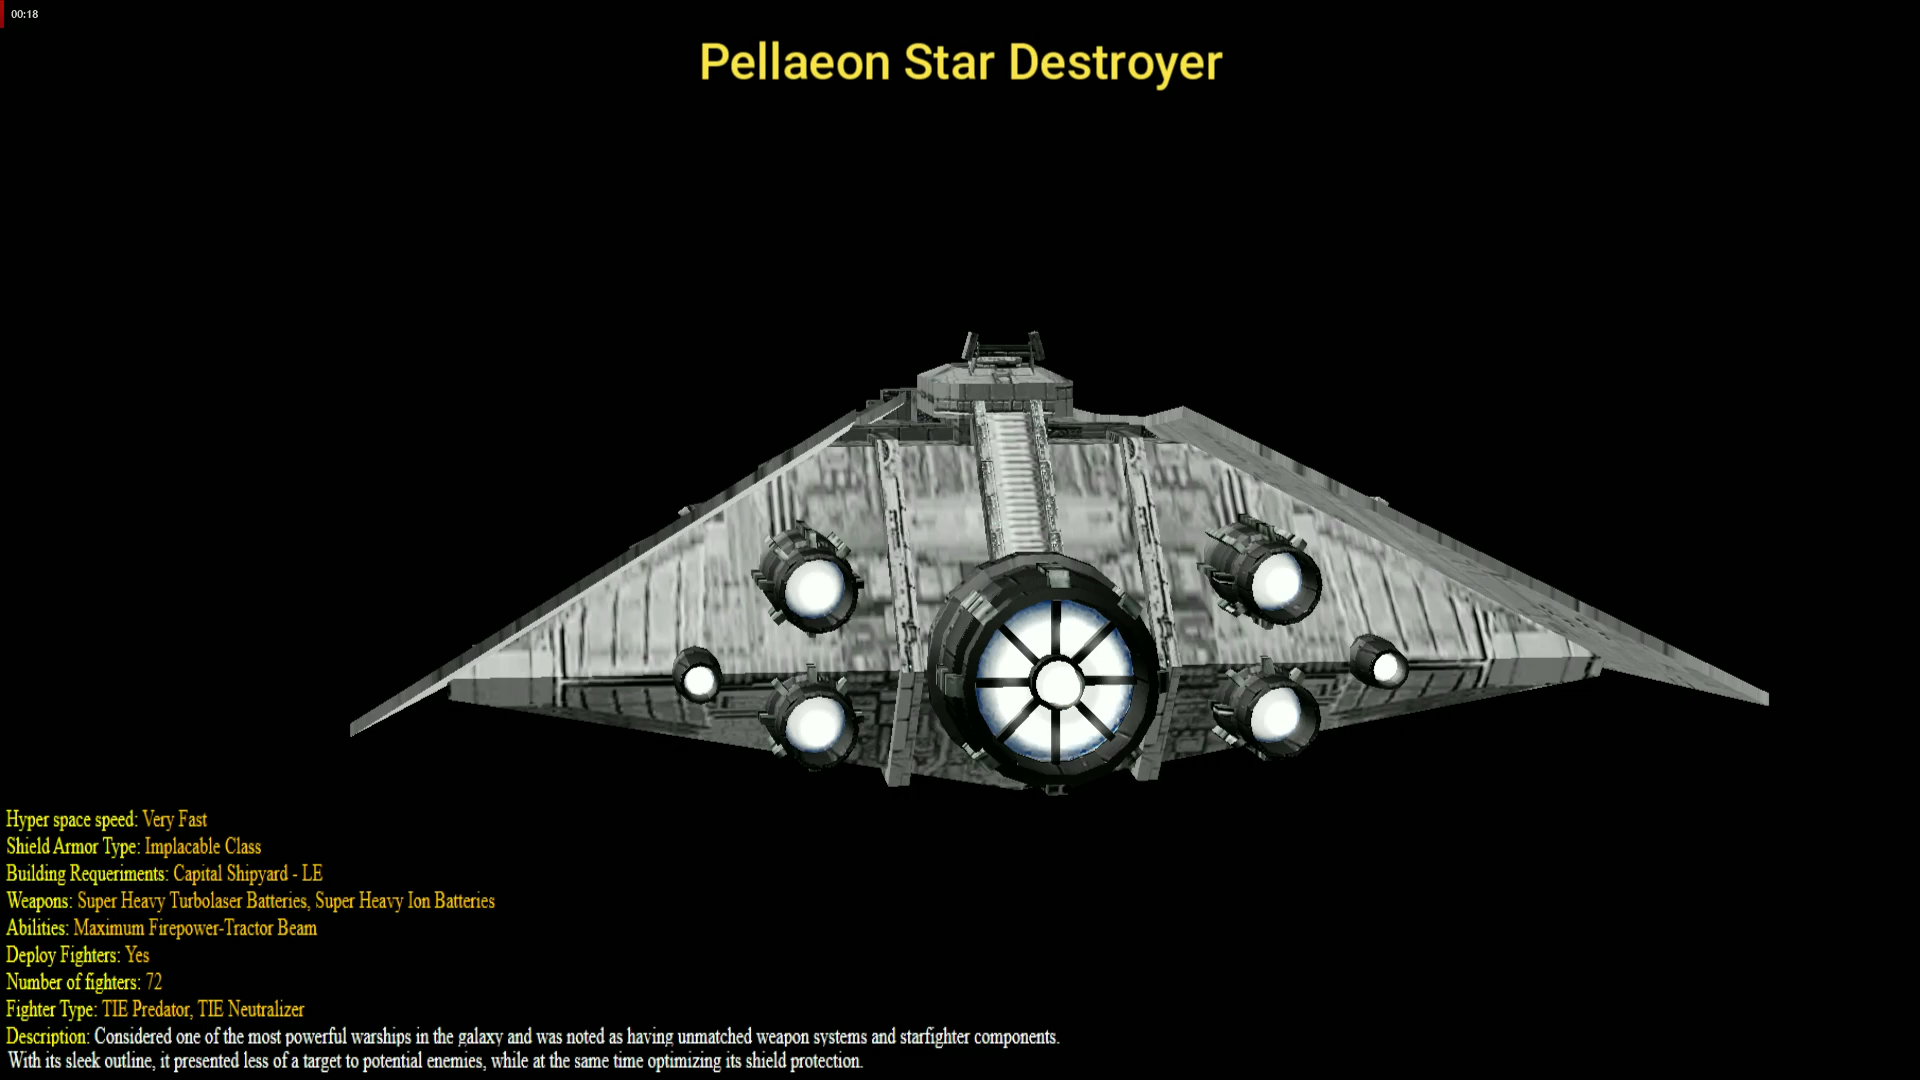 00:18
Pellaeon Star Destroyer
Hyper space speed: Very Fast
Shield Armor Type: Implacable Class
Building Requeriments: Capital Shipyard - LE
Weapons: Super Heavy Turbolaser Batteries, Super Heavy Ion Batteries
Abilities: Maximum Firepower-Tractor Beam
Deploy Fighters: Yes
Number of fighters: 72
Fighter Type: TIE Predator, TIE Neutralizer
Description: Considered one of the most powerful warships in the galaxy and was noted as having unmatched weapon systems and starfighter components.
With its sleek outline, it presented less of a target to potential enemies, while at the same time optimizing its shield protection.